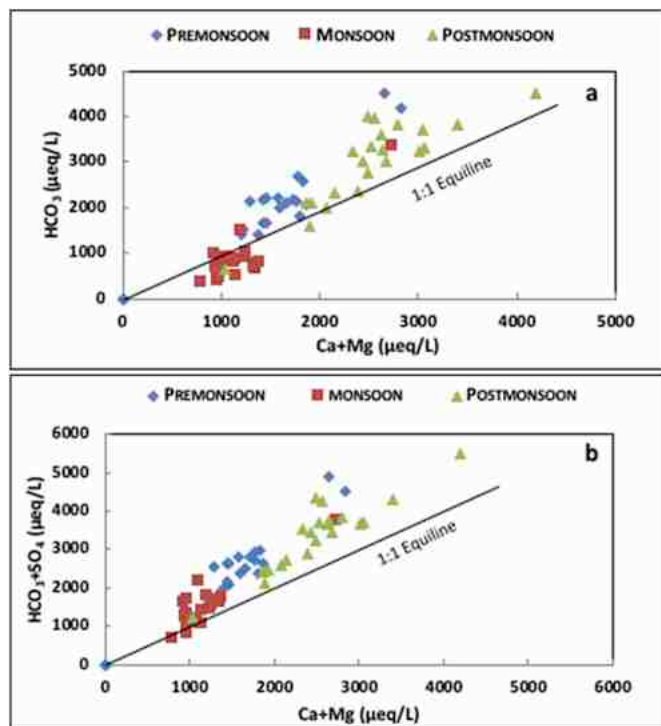 PREMONSOON MONSOON POSTMONSOON
a
5000
4000
3000
2000
1000
0
HCO₃ (µeq/L)
1:1 Equiline
0 1000 2000 3000 4000 5000
Ca+Mg (µeq/L)
PREMONSOON MONSOON POSTMONSOON
b
6000
5000
4000
3000
2000
1000
0
HCO₃+SO₄ (µeq/L)
1:1 Equiline
0 1000 2000 3000 4000 5000 6000
Ca+Mg (µeq/L)